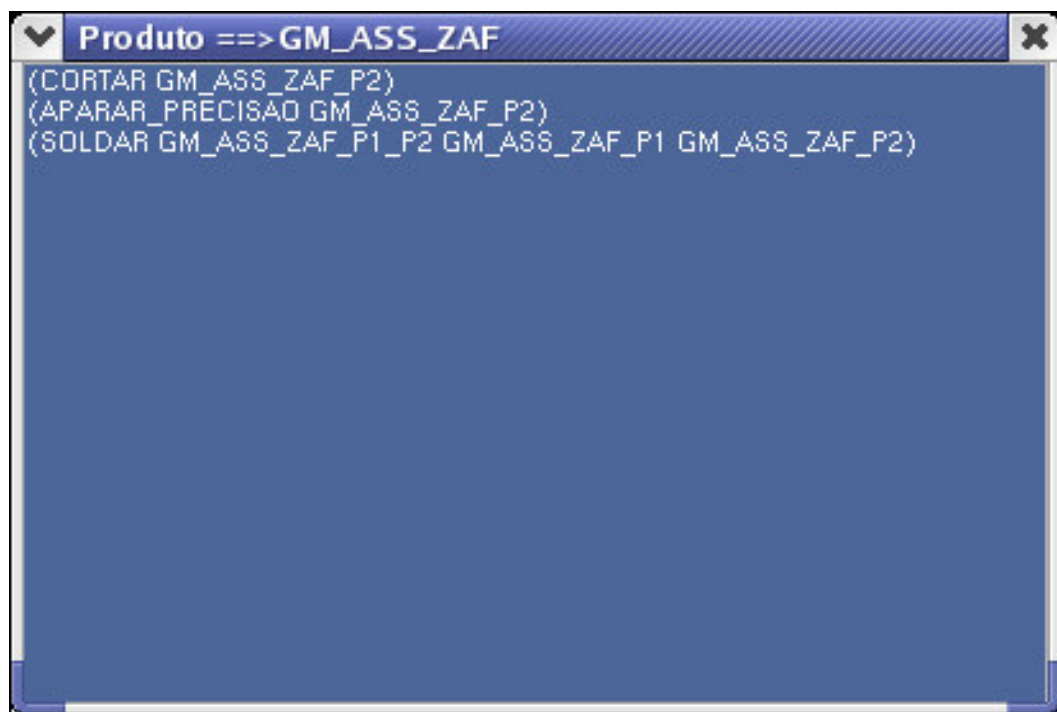 Produto ==>GM_ASS_ZAF
(CORTAR GM_ASS_ZAF_P2)
(APARAR_PRECISAO GM_ASS_ZAF_P2)
(SOLDAR GM_ASS_ZAF_P1_P2 GM_ASS_ZAF_P1 GM_ASS_ZAF_P2)